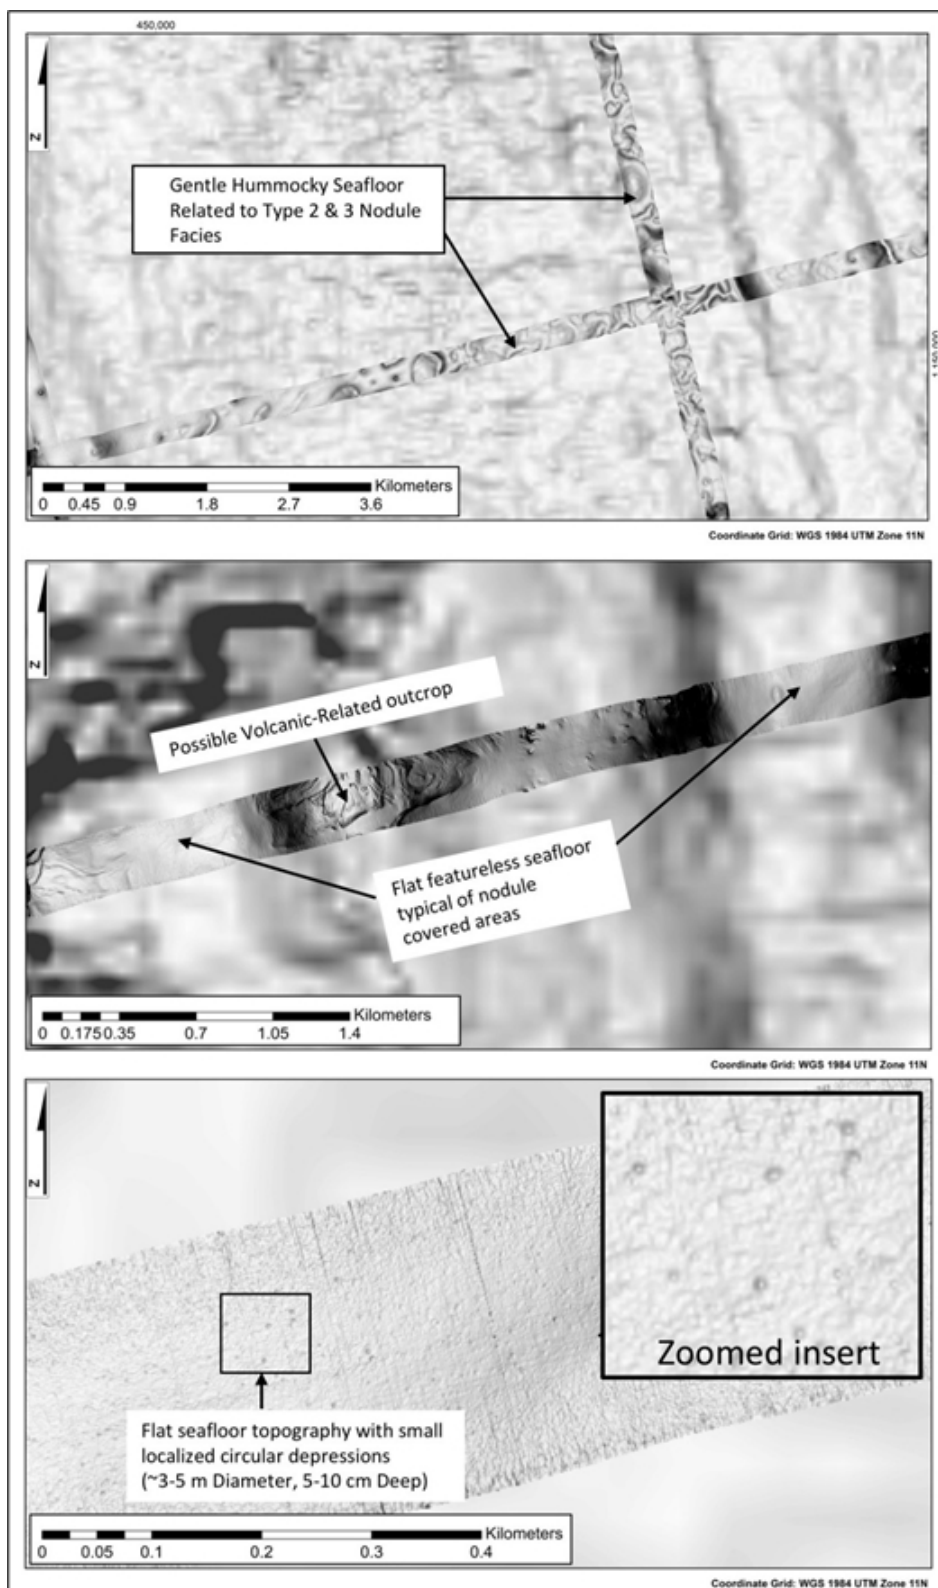 450,000
N
Gentle Hummocky Seafloor
Related to Type 2 & 3 Nodule
Facies
1,150,000
Kilometers
0 0.45 0.9 1.8 2.7 3.6
Coordinate Grid: WGS 1984 UTM Zone 11N
N
Possible Volcanic-Related outcrop
Flat featureless seafloor
typical of nodule
covered areas
Kilometers
0 0.175 0.35 0.7 1.05 1.4
Coordinate Grid: WGS 1984 UTM Zone 11N
N
Zoomed insert
Flat seafloor topography with small
localized circular depressions
(~3-5 m Diameter, 5-10 cm Deep)
Kilometers
0 0.05 0.1 0.2 0.3 0.4
Coordinate Grid: WGS 1984 UTM Zone 11N